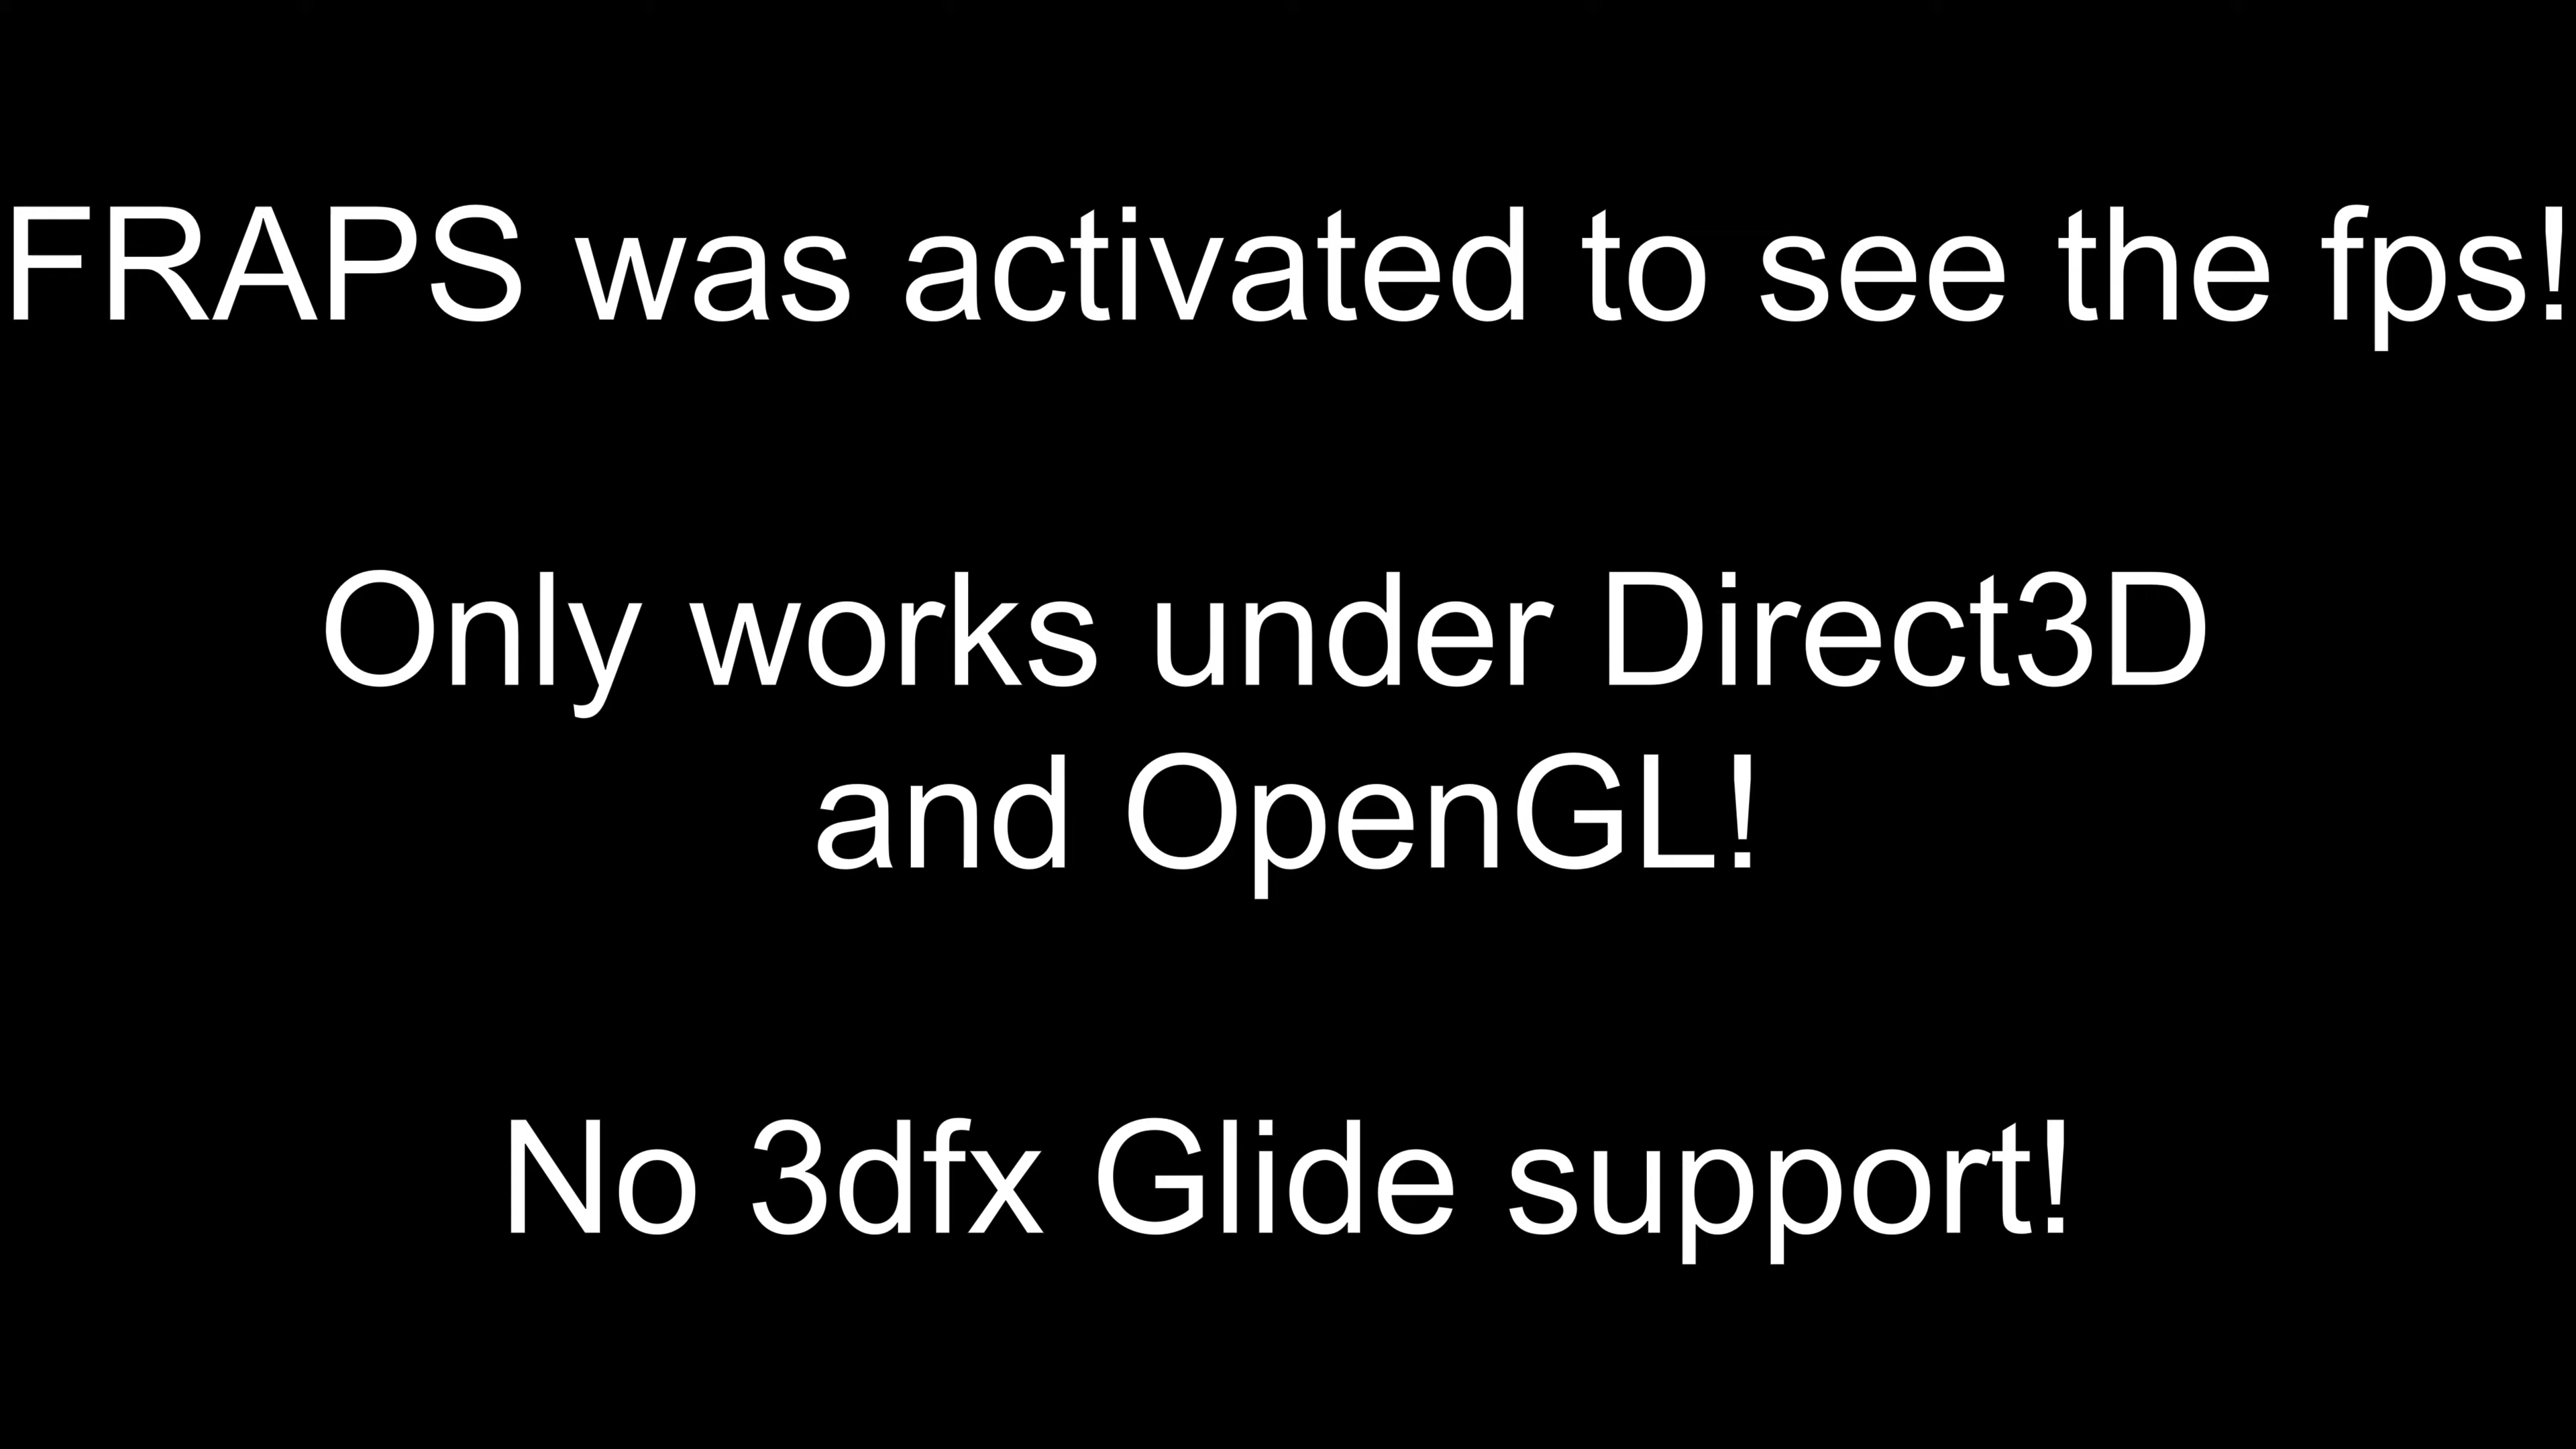 FRAPS was activated to see the fps!
Only works under Direct3D
and OpenGL!
No 3dfx Glide support!